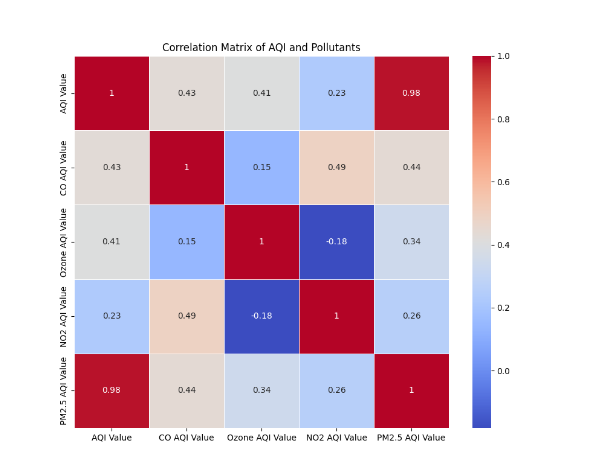 Correlation Matrix of AQI and Pollutants
AQI Value
1
0.43
0.41
0.23
0.98
CO AQI Value
0.43
1
0.15
0.49
0.44
Ozone AQI Value
0.41
0.15
1
-0.18
0.34
NO2 AQI Value
0.23
0.49
-0.18
1
0.26
PM2.5 AQI Value
0.98
0.44
0.34
0.26
1
AQI Value
CO AQI Value
Ozone AQI Value
NO2 AQI Value
PM2.5 AQI Value
1.0
0.8
0.6
0.4
0.2
0.0